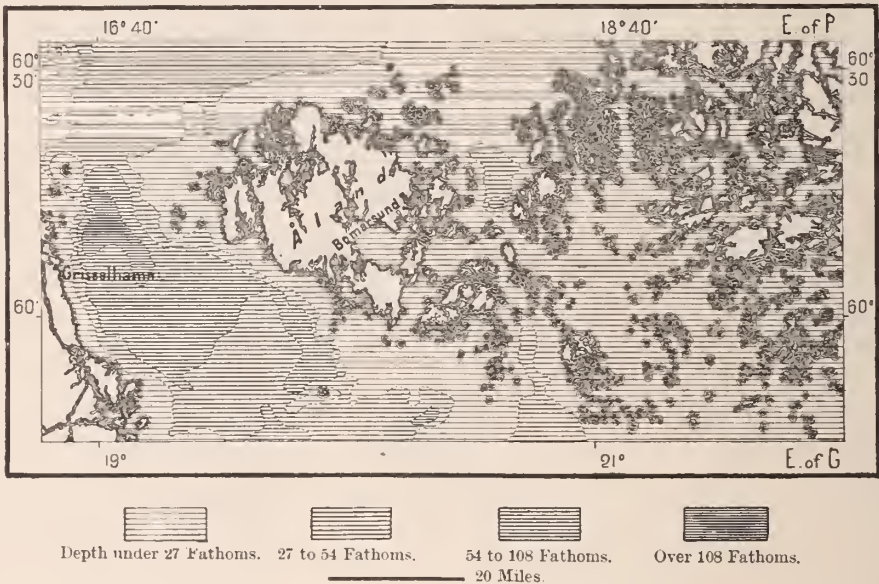 16°40' 18°40' E. of P
60° 30' 60° 30
Åland
Bomarsund
Grisselhamn
60° 60°
19° 21° E. of G
Depth under 27 Fathoms. 27 to 54 Fathoms. 54 to 108 Fathoms. Over 108 Fathoms.
20 Miles.